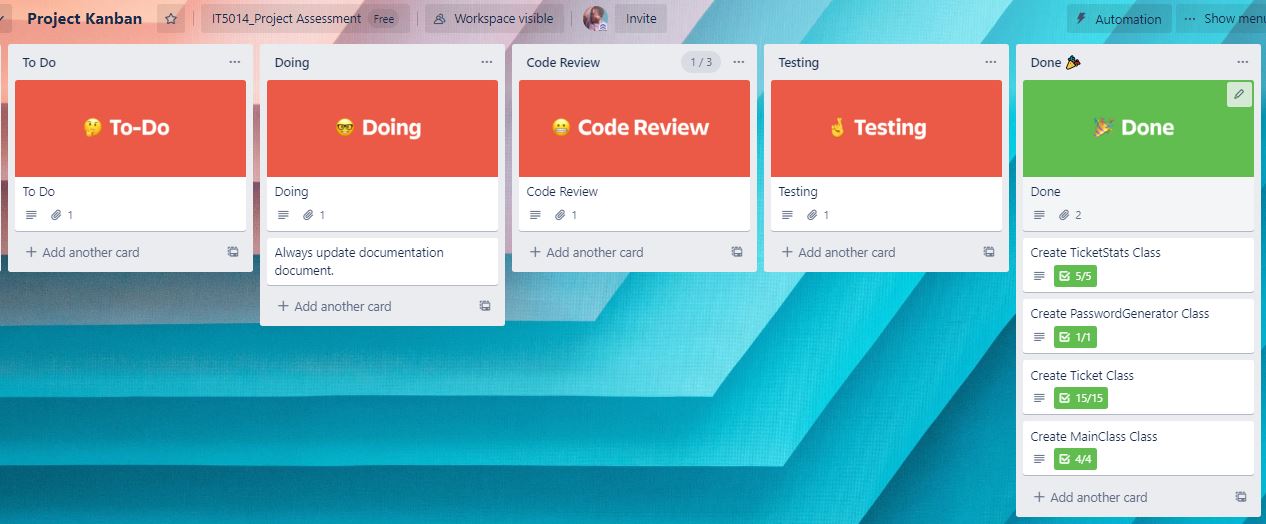 Project Kanban
IT5014_Project Assessment Free
Workspace visible
Invite
Automation
Show menu
To Do
🤔 To-Do
To Do
1
+ Add another card
Doing
🤓 Doing
Doing
1
Always update documentation
document.
+ Add another card
Code Review 1 / 3
😬 Code Review
Code Review
1
+ Add another card
Testing
🤞 Testing
Testing
1
+ Add another card
Done 🎉
🎉 Done
Done
2
Create TicketStats Class
5/5
Create PasswordGenerator Class
1/1
Create Ticket Class
15/15
Create MainClass Class
4/4
+ Add another card